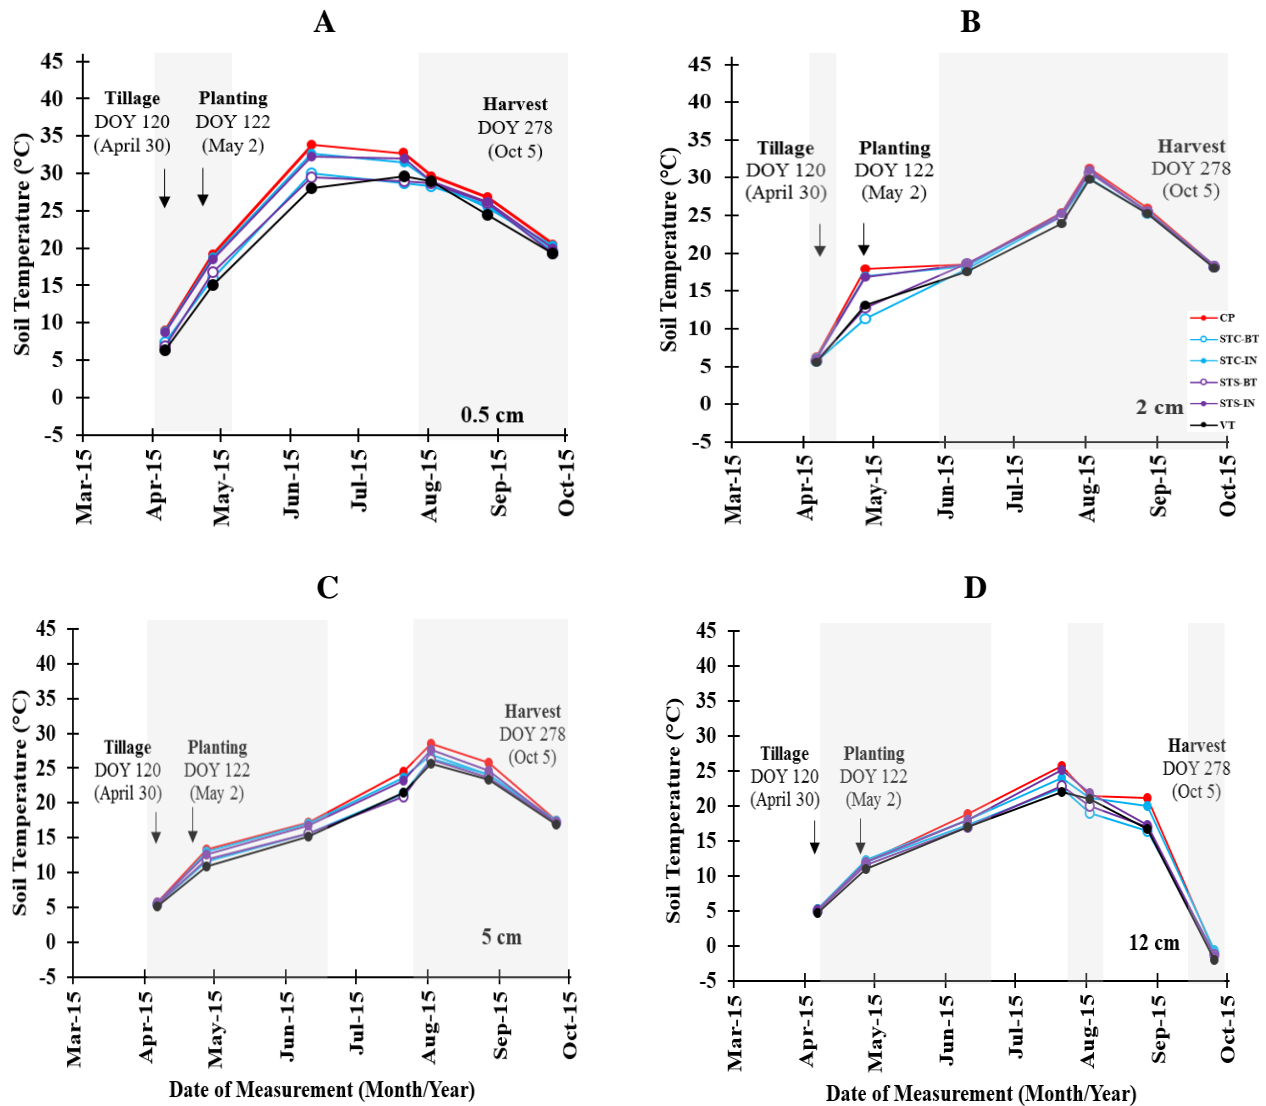 A
45
40
35
30
25
20
15
10
5
0
-5
Soil Temperature (°C)
Tillage
DOY 120
(April 30)
Planting
DOY 122
(May 2)
Harvest
DOY 278
(Oct 5)
0.5 cm
Mar-15
Apr-15
May-15
Jun-15
Jul-15
Aug-15
Sep-15
Oct-15
B
45
40
35
30
25
20
15
10
5
0
-5
Soil Temperature (°C)
Tillage
DOY 120
(April 30)
Planting
DOY 122
(May 2)
Harvest
DOY 278
(Oct 5)
CP
STC-BT
STC-IN
STS-BT
STS-IN
VT
2 cm
Mar-15
Apr-15
May-15
Jun-15
Jul-15
Aug-15
Sep-15
Oct-15
C
45
40
35
30
25
20
15
10
5
0
-5
Soil Temperature (°C)
Tillage
DOY 120
(April 30)
Planting
DOY 122
(May 2)
Harvest
DOY 278
(Oct 5)
5 cm
Mar-15
Apr-15
May-15
Jun-15
Jul-15
Aug-15
Sep-15
Oct-15
Date of Measurement (Month/Year)
D
45
40
35
30
25
20
15
10
5
0
-5
Soil Temperature (°C)
Tillage
DOY 120
(April 30)
Planting
DOY 122
(May 2)
Harvest
DOY 278
(Oct 5)
12 cm
Mar-15
Apr-15
May-15
Jun-15
Jul-15
Aug-15
Sep-15
Oct-15
Date of Measurement (Month/Year)